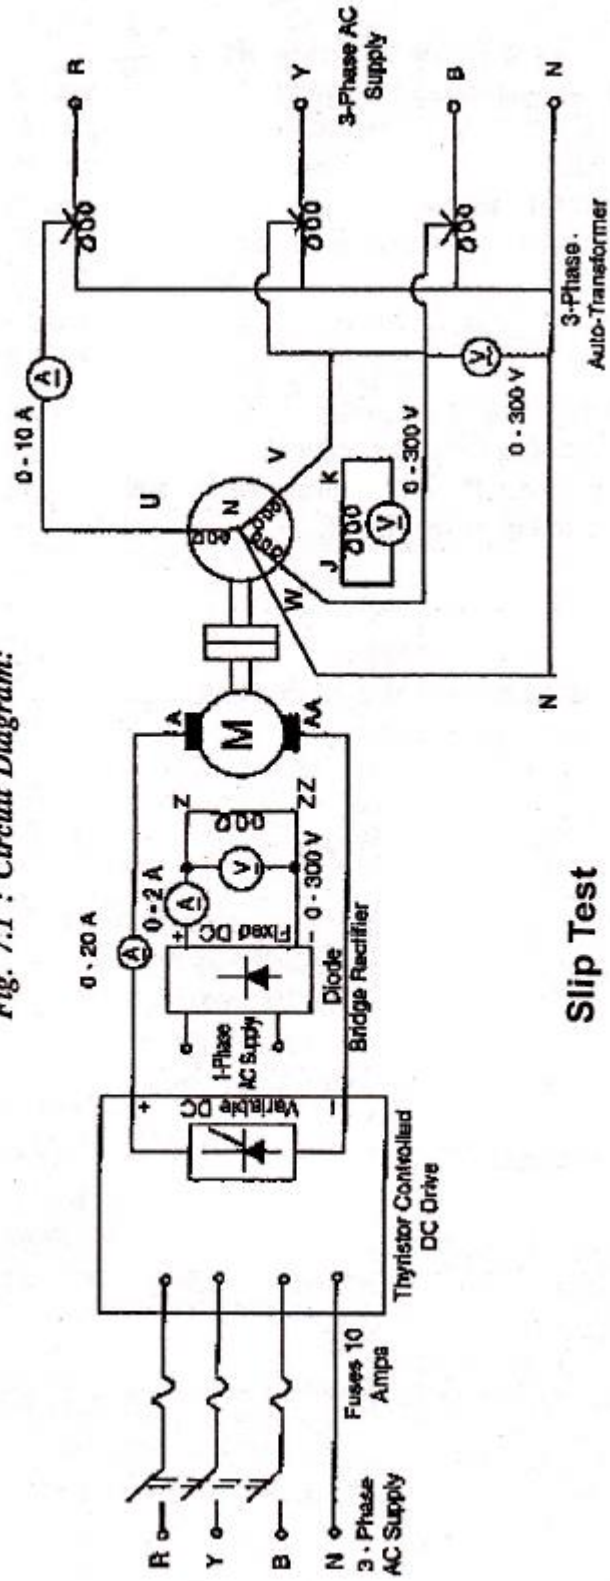 Fig. 7.1 : Circuit Diagram:
R
Y
B
N
3 - Phase
AC Supply
Fuses 10
Amps
Thyristor Controlled
DC Drive
+
Variable DC
-
1-Phase
AC Supply
Diode
Bridge Rectifier
+
Fixed DC
-
0 - 20 A
A
0 - 2 A
A
V
0 - 300 V
Z
ZZ
A
M
AA
U
N
V
W
J
K
V
0 - 300 V
N
0 - 10 A
A
V
0 - 300 V
3-Phase -
Auto-Transformer
R
Y
B
N
3-Phase AC
Supply
Slip Test